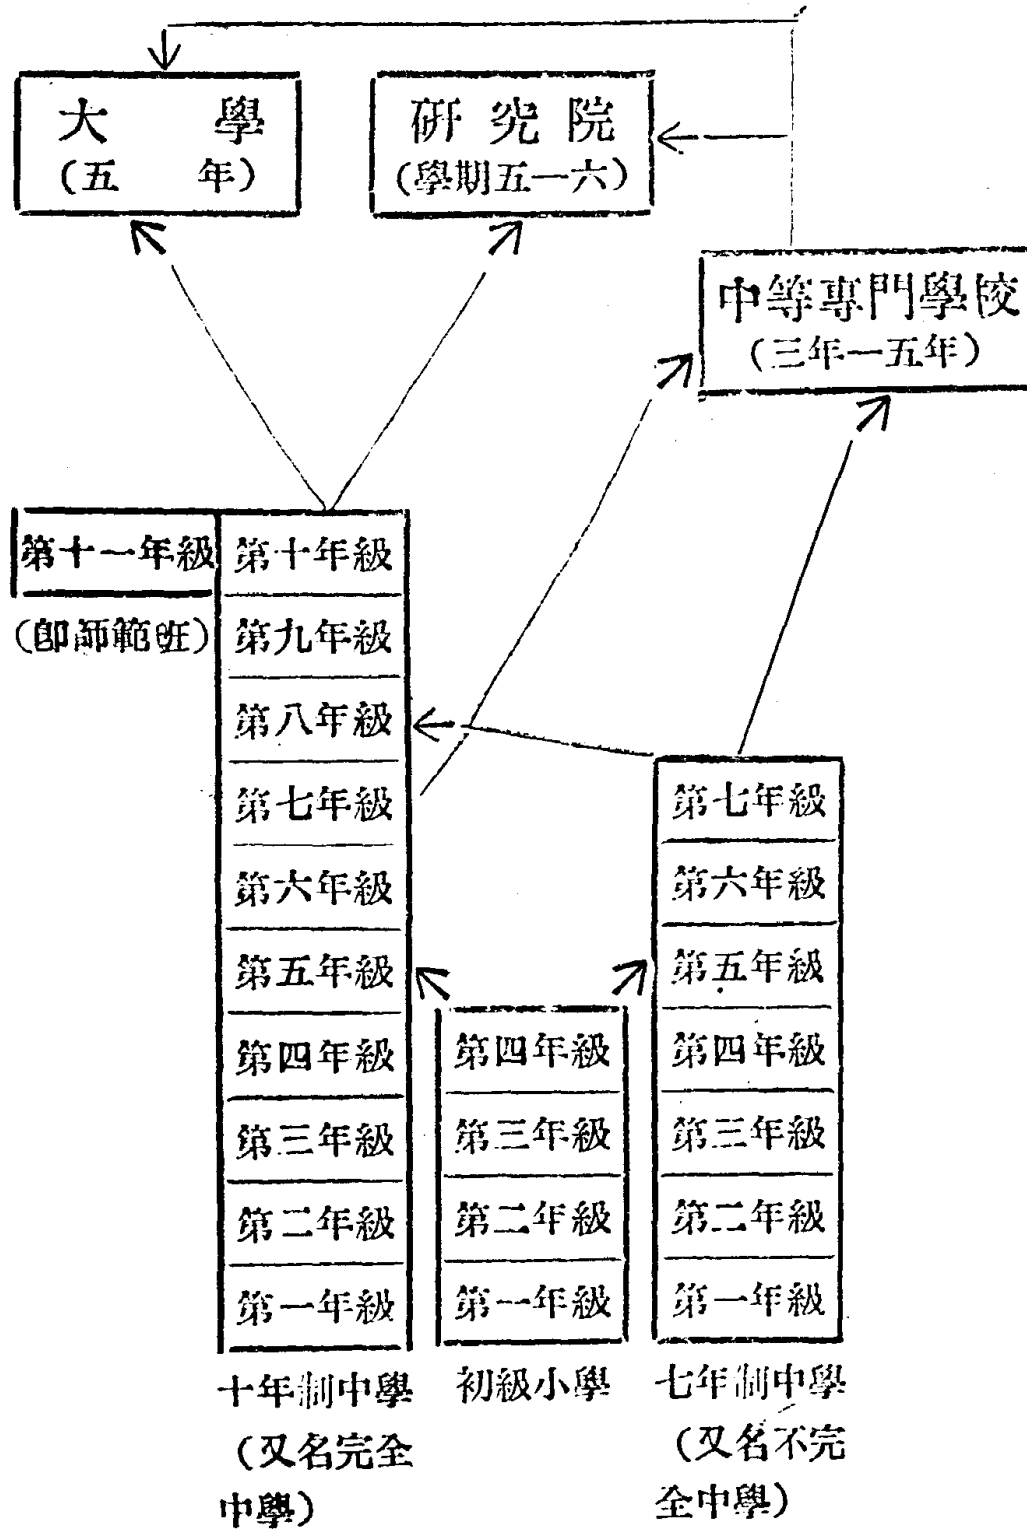 大學
(五年)
研究院
(學期五一六)
中等專門學校
(三年一五年)
第十一年級
(卽師範班)
第十年級
第九年級
第八年級
第七年級
第六年級
第五年級
第四年級
第三年級
第二年級
第一年級
十年制中學
(又名完全
中學)
第四年級
第三年級
第二年級
第一年級
初級小學
第七年級
第六年級
第五年級
第四年級
第三年級
第二年級
第一年級
七年制中學
(又名不完
全中學)